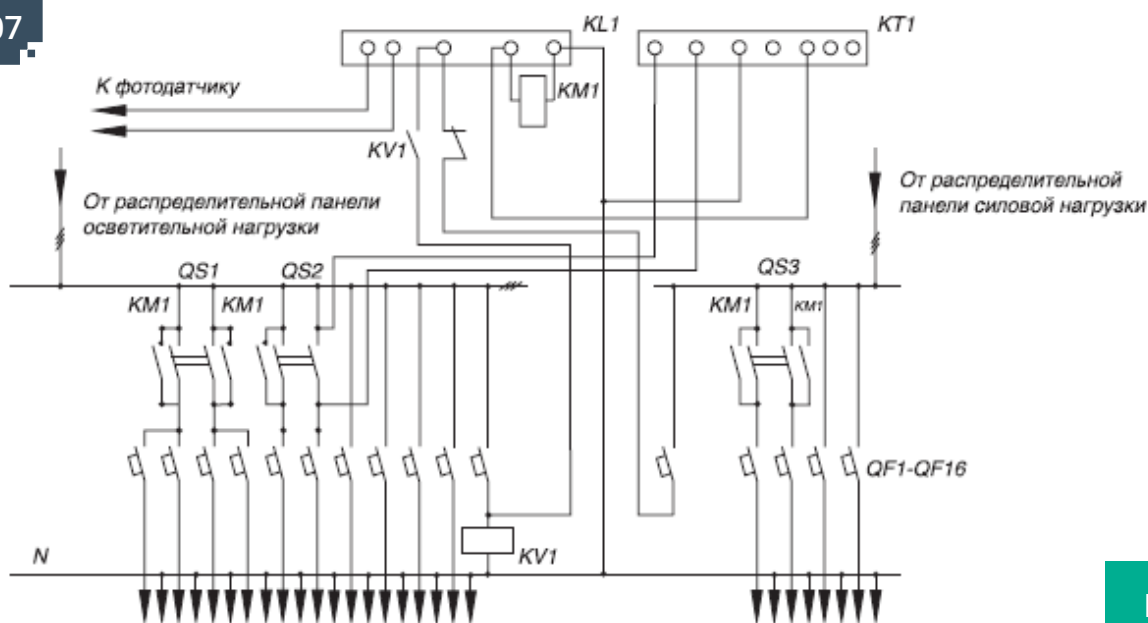 07
KL1
KT1
К фотодатчику
KM1
KV1
От распределительной панели
осветительной нагрузки
От распределительной
панели силовой нагрузки
QS1
QS2
QS3
KM1
KM1
KM1
KM1
QF1-QF16
N
KV1